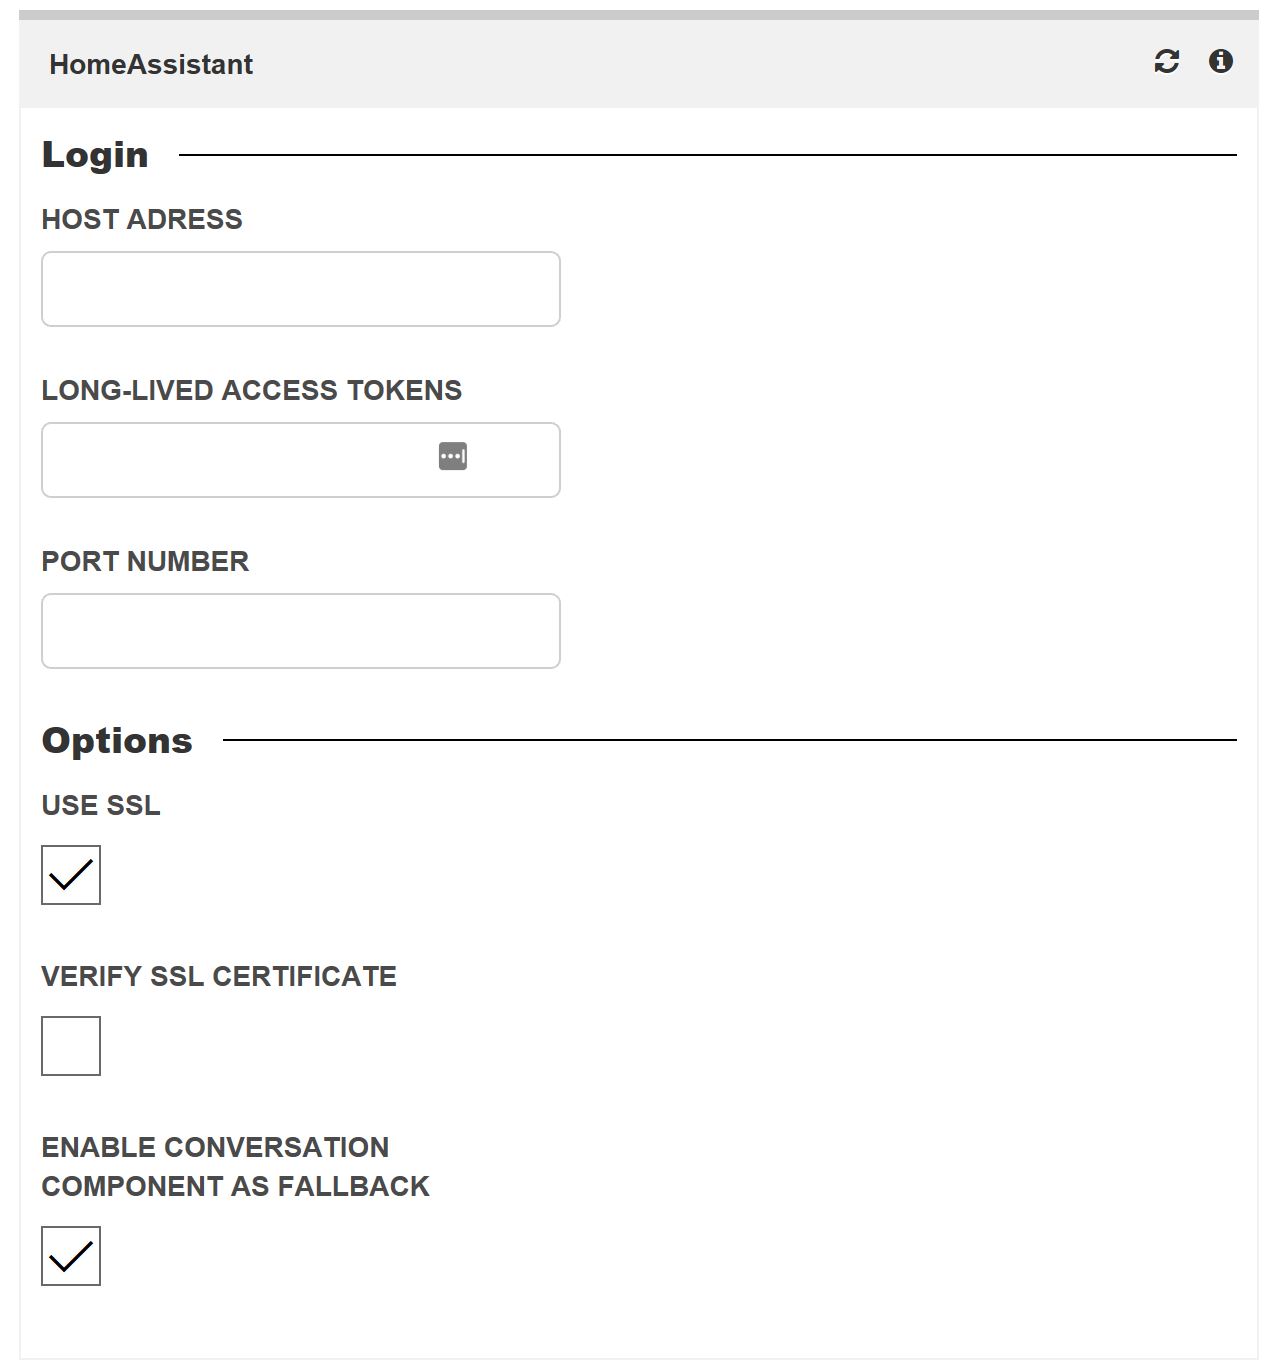 HomeAssistant
Login
HOST ADRESS
LONG-LIVED ACCESS TOKENS
PORT NUMBER
Options
USE SSL
VERIFY SSL CERTIFICATE
ENABLE CONVERSATION
COMPONENT AS FALLBACK